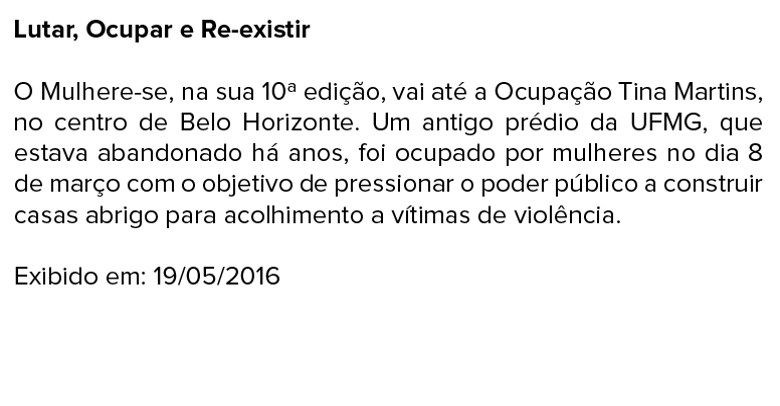 Lutar, Ocupar e Re-existir
O Mulhere-se, na sua 10ª edição, vai até a Ocupação Tina Martins,
no centro de Belo Horizonte. Um antigo prédio da UFMG, que
estava abandonado há anos, foi ocupado por mulheres no dia 8
de março com o objetivo de pressionar o poder público a construir
casas abrigo para acolhimento a vítimas de violência.
Exibido em: 19/05/2016